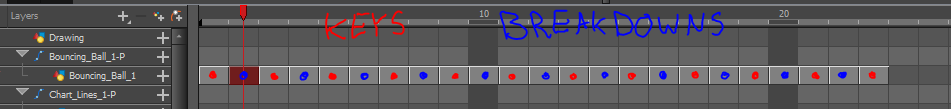 Layers KEYS 10 BREAKDOWNS 20
Drawing
Bouncing_Ball_1-P
Bouncing_Ball_1
Chart_Lines_1-P